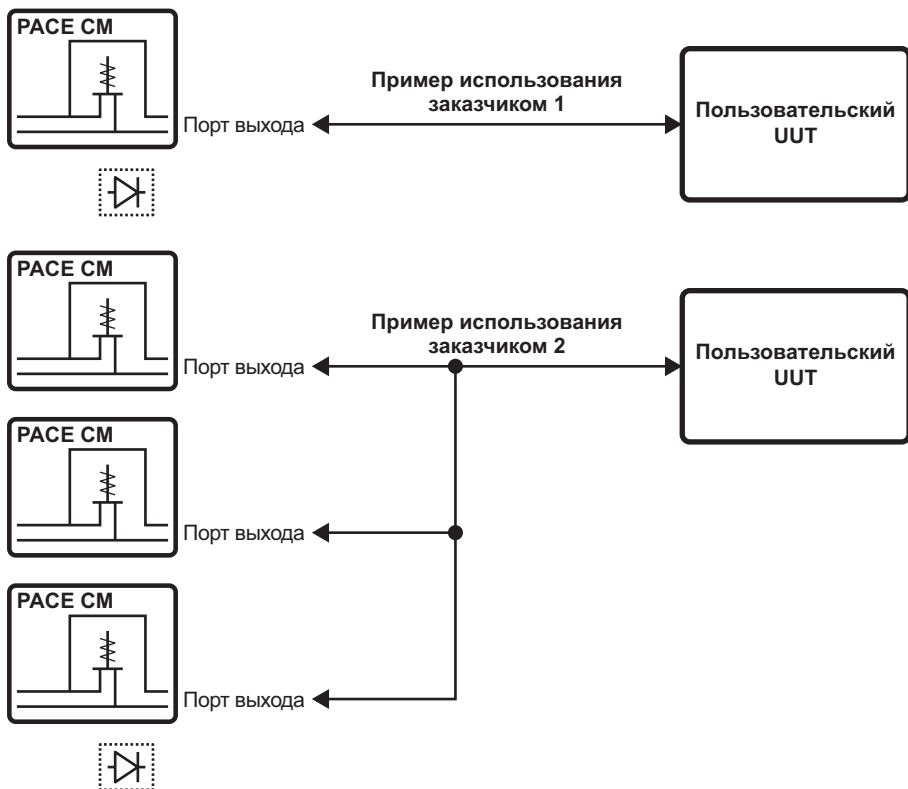 PACE CM
Порт выхода
Пример использования
заказчиком 1
Пользовательский
UUT
PACE CM
Порт выхода
Пример использования
заказчиком 2
Пользовательский
UUT
PACE CM
Порт выхода
PACE CM
Порт выхода